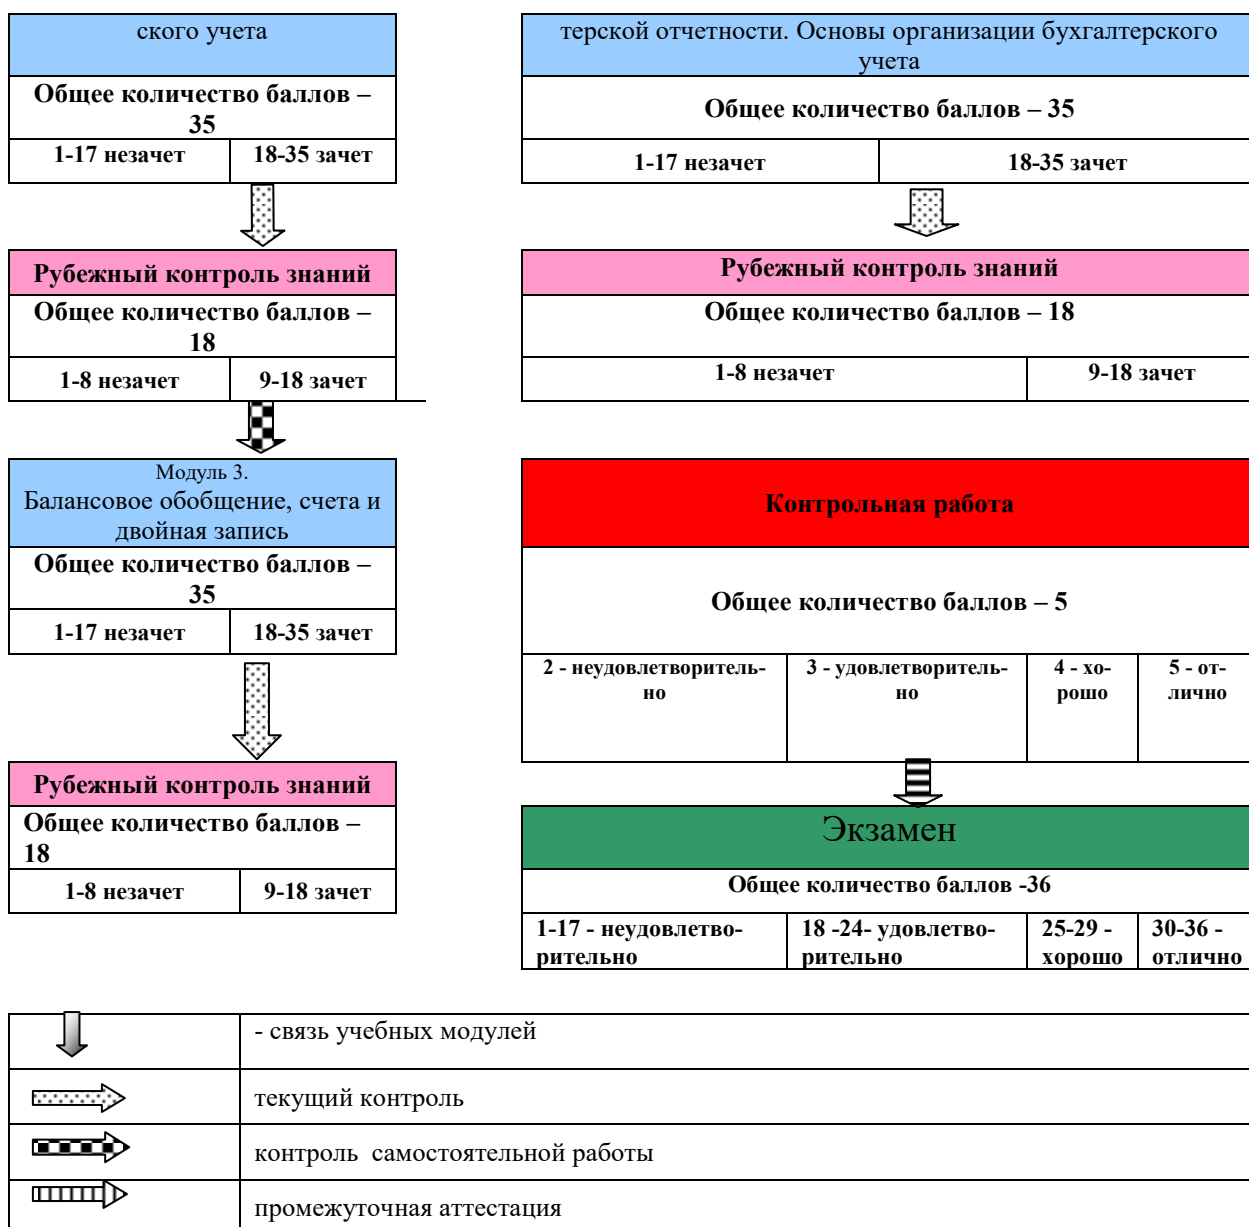 ского учета
Общее количество баллов –
35
1-17 незачет 18-35 зачет
Рубежный контроль знаний
Общее количество баллов –
18
1-8 незачет 9-18 зачет
Модуль 3.
Балансовое обобщение, счета и
двойная запись
Общее количество баллов –
35
1-17 незачет 18-35 зачет
Рубежный контроль знаний
Общее количество баллов –
18
1-8 незачет 9-18 зачет
терской отчетности. Основы организации бухгалтерского
учета
Общее количество баллов – 35
1-17 незачет 18-35 зачет
Рубежный контроль знаний
Общее количество баллов – 18
1-8 незачет 9-18 зачет
Контрольная работа
Общее количество баллов – 5
2 - неудовлетворитель- 3 - удовлетворитель- 4 - хо- 5 - от-
но но рошо лично
Экзамен
Общее количество баллов -36
1-17 - неудовлетво- 18 -24- удовлетво- 25-29 - 30-36 -
рительно рительно хорошо отлично
- связь учебных модулей
текущий контроль
контроль самостоятельной работы
промежуточная аттестация